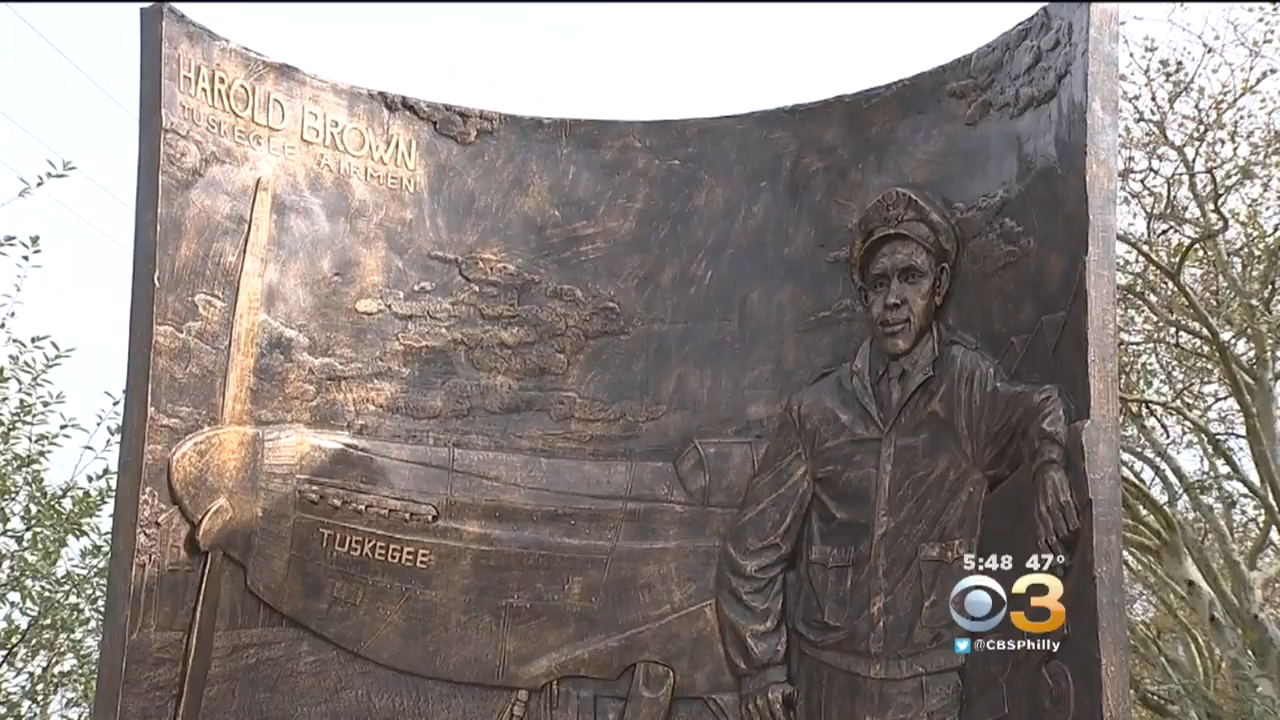 HAROLD BROWN
TUSKEGEE AIRMEN
TUSKEGEE
5:48 47°
3
@CBSPhilly